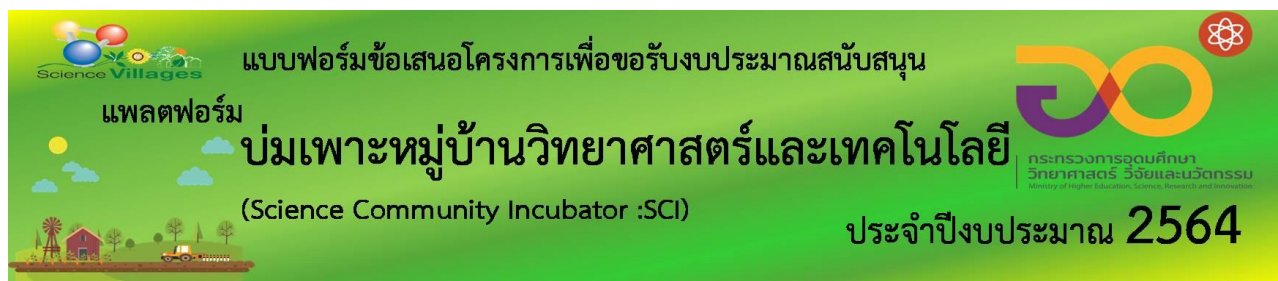 Science Villages
แบบฟอร์มข้อเสนอโครงการเพื่อขอรับงบประมาณสนับสนุน
แพลตฟอร์ม
บ่มเพาะหมู่บ้านวิทยาศาสตร์และเทคโนโลยี
(Science Community Incubator :SCI)
กระทรวงการอุดมศึกษา
วิทยาศาสตร์ วิจัยและนวัตกรรม
Ministry of Higher Education, Science, Research and Innovation
ประจำปีงบประมาณ 2564